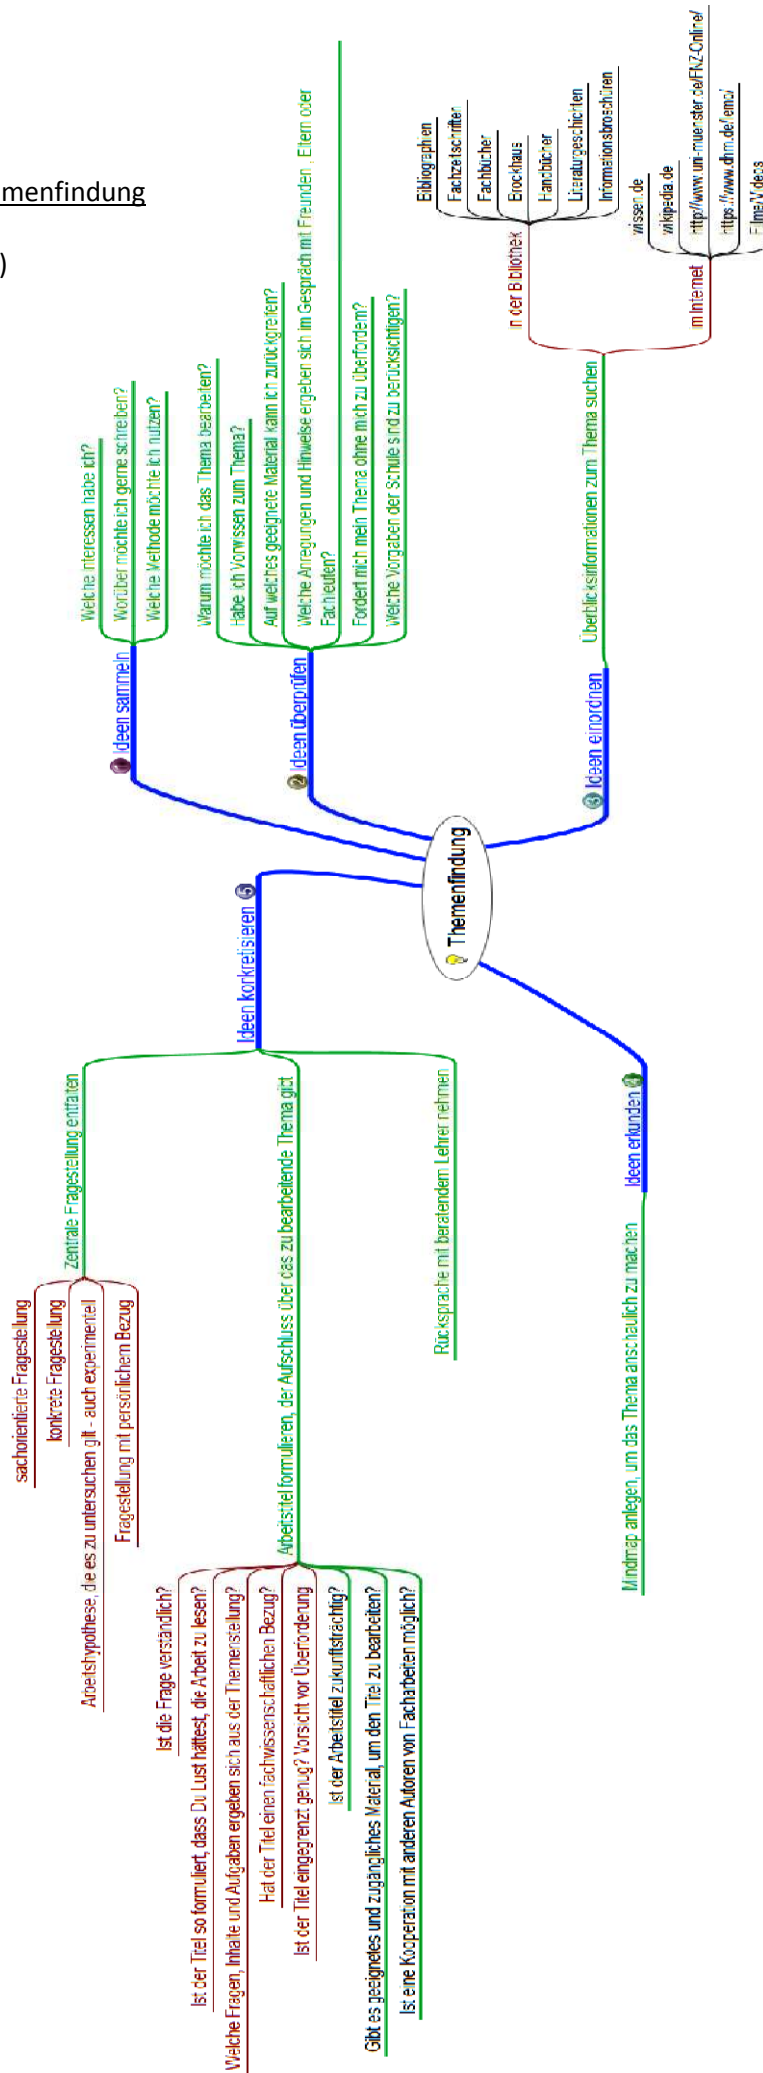 menfindung
)
Themenfindung
1 Ideen sammeln
Welche Interessen habe ich?
Worüber möchte ich gerne schreiben?
Welche Methode möchte ich nutzen?
2 Ideen überprüfen
Warum möchte ich das Thema bearbeiten?
Habe ich Vorwissen zum Thema?
Auf welches geeignete Material kann ich zurückgreifen?
Welche Anregungen und Hinweise ergeben sich im Gespräch mit Freunden , Eltern oder
Fachleuten?
Fordert mich mein Thema ohne mich zu überfordern?
Welche Vorgaben der Schule sind zu berücksichtigen?
3 Ideen einordnen
Überblicksinformationen zum Thema suchen
in der Bibliothek
Bibliographien
Fachzeitschriften
Fachbücher
Brockhaus
Handbücher
Literaturgeschichten
Informationsbroschüren
im Internet
wissen.de
wikipedia.de
http://www.uni-muenster.de/FNZ-Online/
https://www.dhm.de/lemo/
Filme/Videos
Ideen erkunden 4
Mindmap anlegen, um das Thema anschaulich zu machen
Ideen konkretisieren 5
Zentrale Fragestellung entfalten
sachorientierte Fragestellung
konkrete Fragestellung
Arbeitshypothese, die es zu untersuchen gilt - auch experimentell
Fragestellung mit persönlichem Bezug
Arbeitstitel formulieren, der Aufschluss über das zu bearbeitende Thema gibt
Ist die Frage verständlich?
Ist der Titel so formuliert, dass Du Lust hättest, die Arbeit zu lesen?
Welche Fragen, Inhalte und Aufgaben ergeben sich aus der Themenstellung?
Hat der Titel einen fachwissenschaftlichen Bezug?
Ist der Titel eingegrenzt genug? Vorsicht vor Überforderung
Ist der Arbeitstitel zukunftsträchtig?
Gibt es geeignetes und zugängliches Material, um den Titel zu bearbeiten?
Ist eine Kooperation mit anderen Autoren von Facharbeiten möglich?
Rücksprache mit beratendem Lehrer nehmen